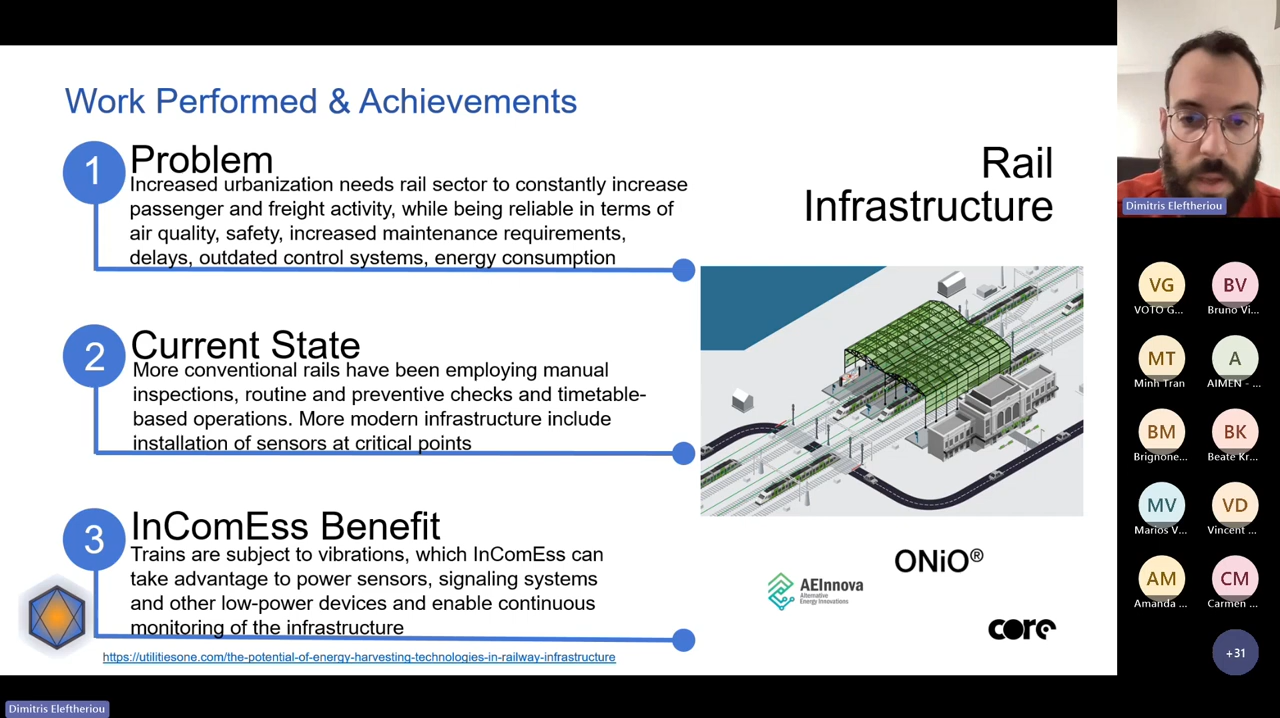 Work Performed & Achievements
1
Problem
Increased urbanization needs rail sector to constantly increase
passenger and freight activity, while being reliable in terms of
air quality, safety, increased maintenance requirements,
delays, outdated control systems, energy consumption
2
Current State
More conventional rails have been employing manual
inspections, routine and preventive checks and timetable-
based operations. More modern infrastructure include
installation of sensors at critical points
3
InComEss Benefit
Trains are subject to vibrations, which InComEss can
take advantage to power sensors, signaling systems
and other low-power devices and enable continuous
monitoring of the infrastructure
https://utilitiesone.com/the-potential-of-energy-harvesting-technologies-in-railway-infrastructure
Rail
Infrastructure
ONiO®
AEInnova
Alternative
Energy Innovations
core
Dimitris Eleftheriou
VG
VOTO G...
BV
Bruno Vi...
MT
Minh Tran
A
AIMEN - ...
BM
Brignone...
BK
Beate Kr...
MV
Marios V...
VD
Vincent ...
AM
Amanda ...
CM
Carmen ...
+31
Dimitris Eleftheriou